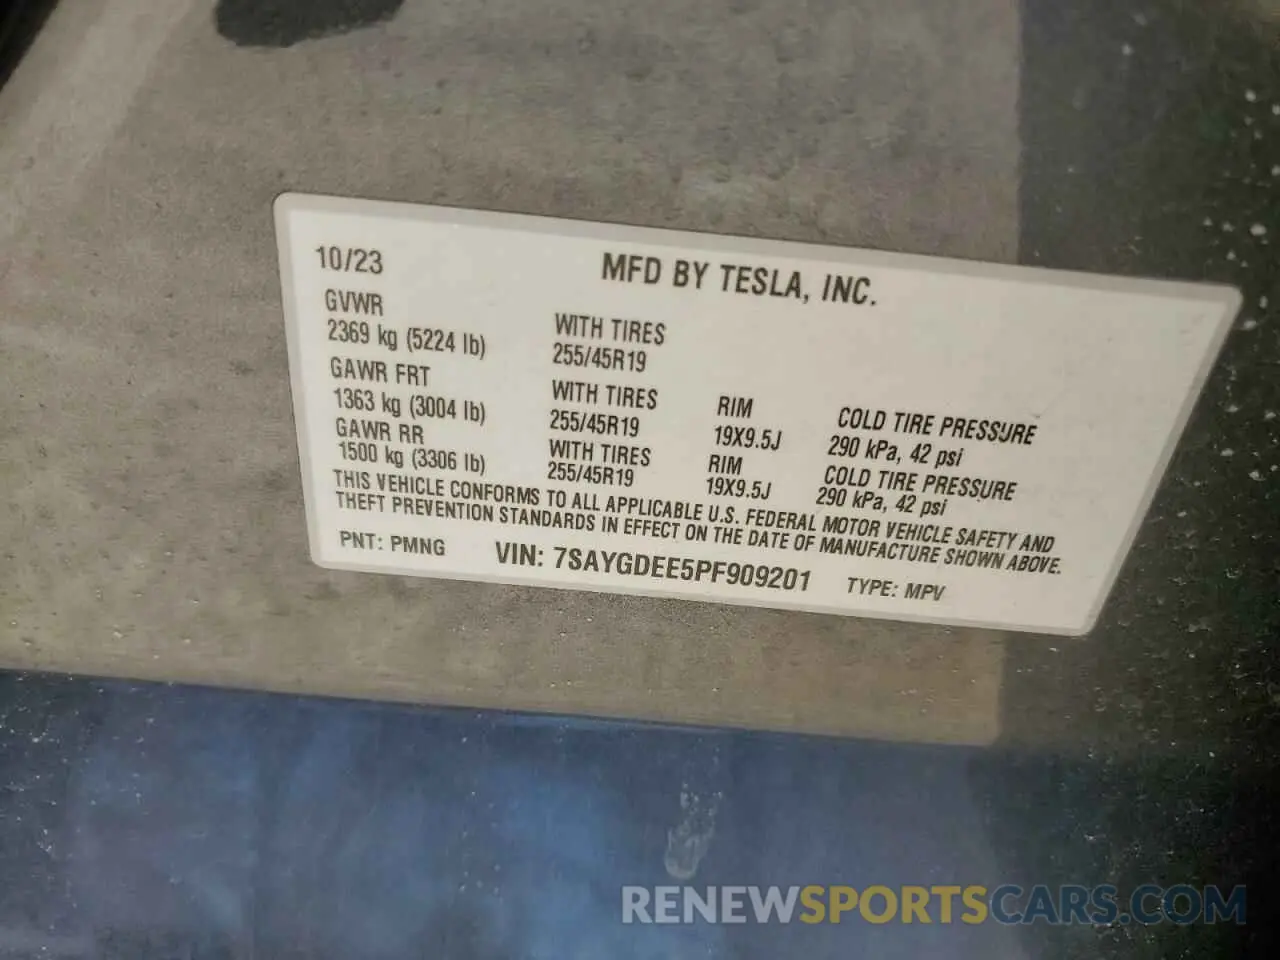 10/23 MFD BY TESLA, INC.
GVWR
2369 kg (5224 lb) WITH TIRES
255/45R19
GAWR FRT
1363 kg (3004 lb) WITH TIRES
255/45R19 RIM
19X9.5J COLD TIRE PRESSURE
290 kPa, 42 psi
GAWR RR
1500 kg (3306 lb) WITH TIRES
255/45R19 RIM
19X9.5J COLD TIRE PRESSURE
290 kPa, 42 psi
THIS VEHICLE CONFORMS TO ALL APPLICABLE U.S. FEDERAL MOTOR VEHICLE SAFETY AND
THEFT PREVENTION STANDARDS IN EFFECT ON THE DATE OF MANUFACTURE SHOWN ABOVE.
PNT: PMNG VIN: 7SAYGDEE5PF909201 TYPE: MPV
RENEWSPORTSCARS.COM